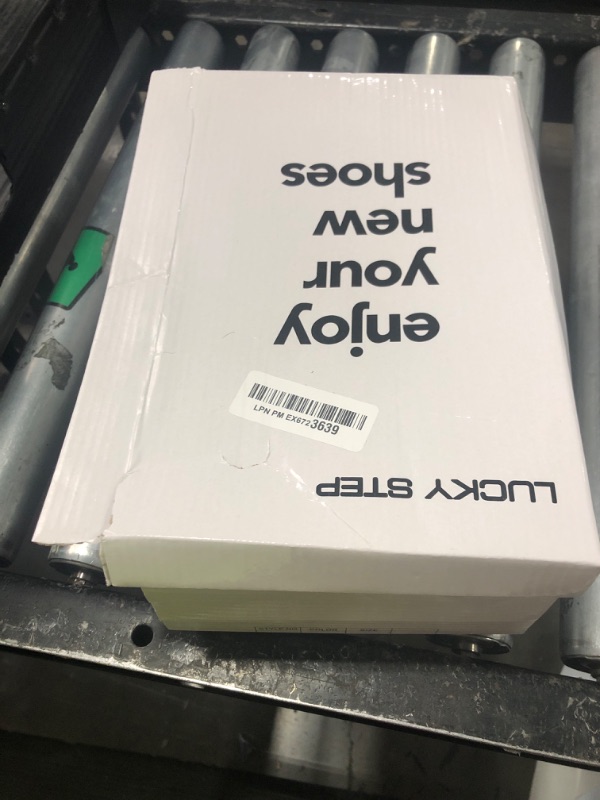 enjoy
your
new
shoes
LUCKY STEP
LPN PM EX6723639